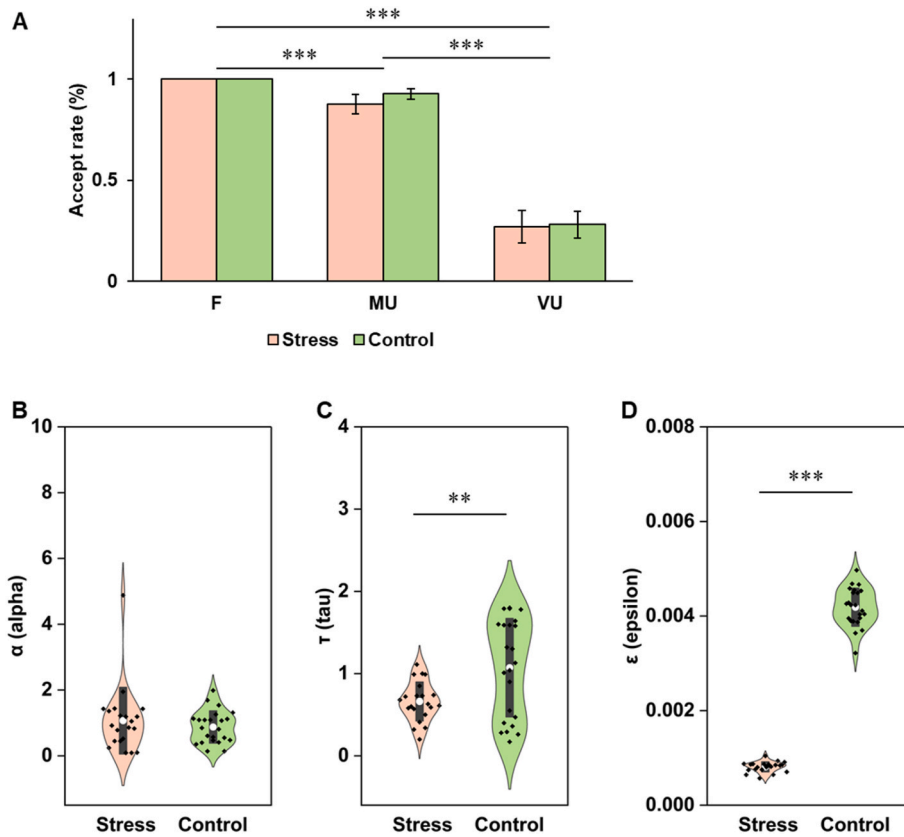 A
***
***
***
Accept rate (%)
1
0.5
0
F MU VU
Stress Control
B
10
8
6
4
2
0
α (alpha)
Stress Control
C
4
3
2
1
0
τ (tau)
**
Stress Control
D
0.008
0.006
0.004
0.002
0.000
ε (epsilon)
***
Stress Control